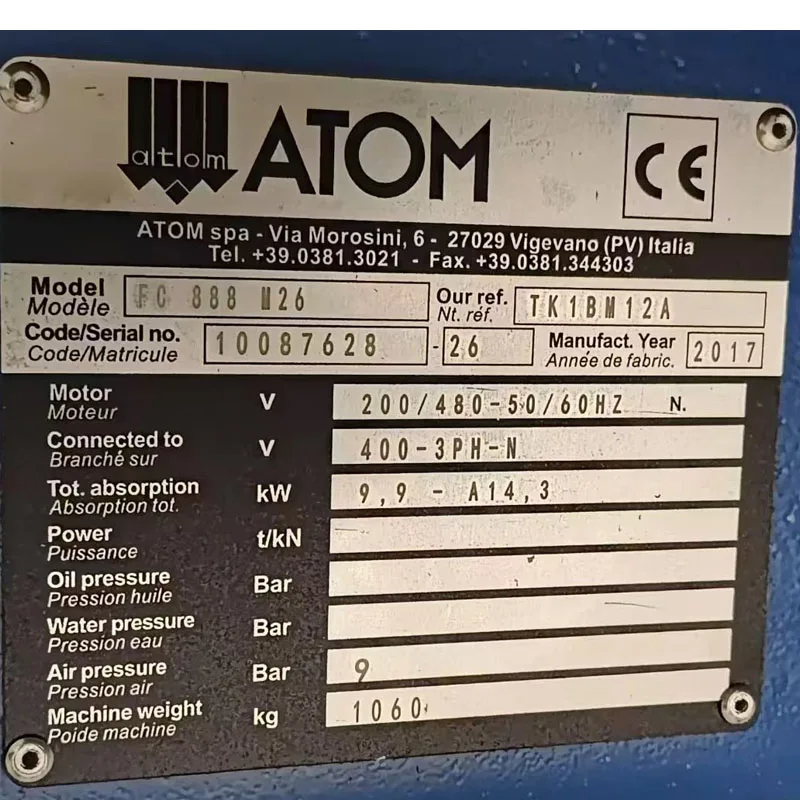 atom ATOM CE
ATOM spa - Via Morosini, 6 - 27029 Vigevano (PV) Italia
Tel. +39.0381.3021 - Fax. +39.0381.344303
Model FC 888 M26 Our ref. TK1BM12A
Modèle Nt. réf.
Code/Serial no. 10087628 -26 Manufact. Year 2017
Code/Matricule Année de fabric.
Motor V 200/480-50/60HZ N.
Moteur
Connected to V 400-3PH-N
Branché sur
Tot. absorption kW 9,9 - A14,3
Absorption tot.
Power t/kN
Puissance
Oil pressure Bar
Pression huile
Water pressure Bar
Pression eau
Air pressure Bar 9
Pression air
Machine weight kg 1060
Poide machine